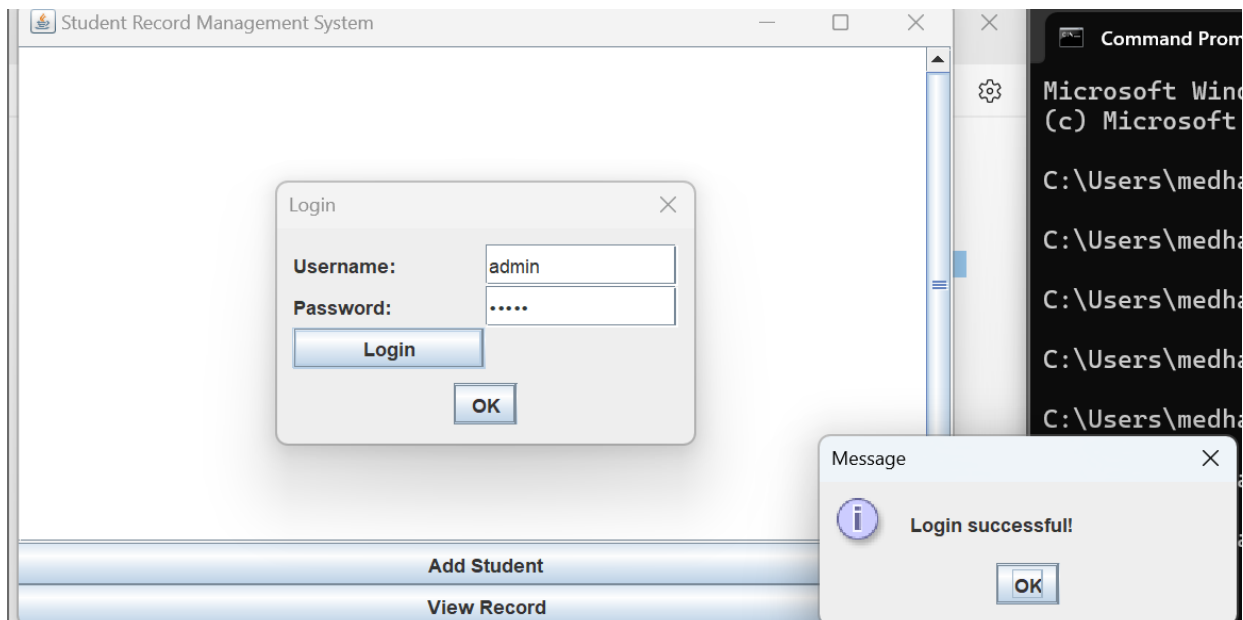 Student Record Management System
Login
Username:
admin
Password:
Login
OK
Add Student
View Record
Command Prom
Microsoft Wind
(c) Microsoft
C:\Users\medha
C:\Users\medha
C:\Users\medha
C:\Users\medha
C:\Users\medha
Message
Login successful!
OK